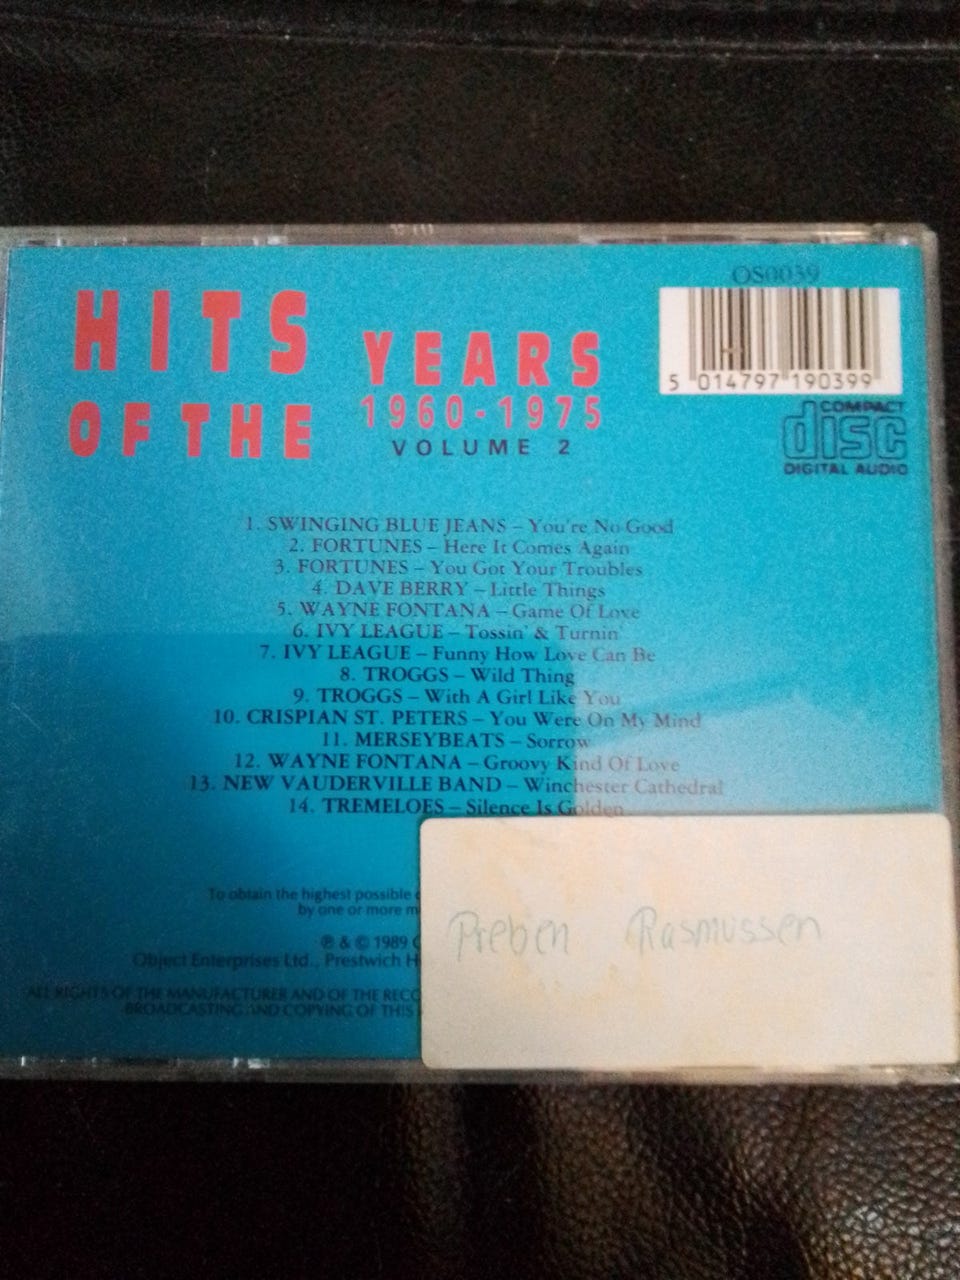 HITS
OF THE
YEARS
1960-1975
VOLUME 2
OS0039
5 014797 190399
COMPACT
disc
DIGITAL AUDIO
1. SWINGING BLUE JEANS – You're No Good
2. FORTUNES – Here It Comes Again
3. FORTUNES – You Got Your Troubles
4. DAVE BERRY – Little Things
5. WAYNE FONTANA – Game Of Love
6. IVY LEAGUE – Tossin' & Turnin'
7. IVY LEAGUE – Funny How Love Can Be
8. TROGGS – Wild Thing
9. TROGGS – With A Girl Like You
10. CRISPIAN ST. PETERS – You Were On My Mind
11. MERSEYBEATS – Sorrow
12. WAYNE FONTANA – Groovy Kind Of Love
13. NEW VAUDERVILLE BAND – Winchester Cathedral
14. TREMELOES – Silence Is Golden
To obtain the highest possible
by one or more
℗ & © 1989
Object Enterprises Ltd., Prestwich
ALL RIGHTS OF THE MANUFACTURER AND OF THE
BROADCASTING AND COPYING OF THIS
Preben Rasmussen